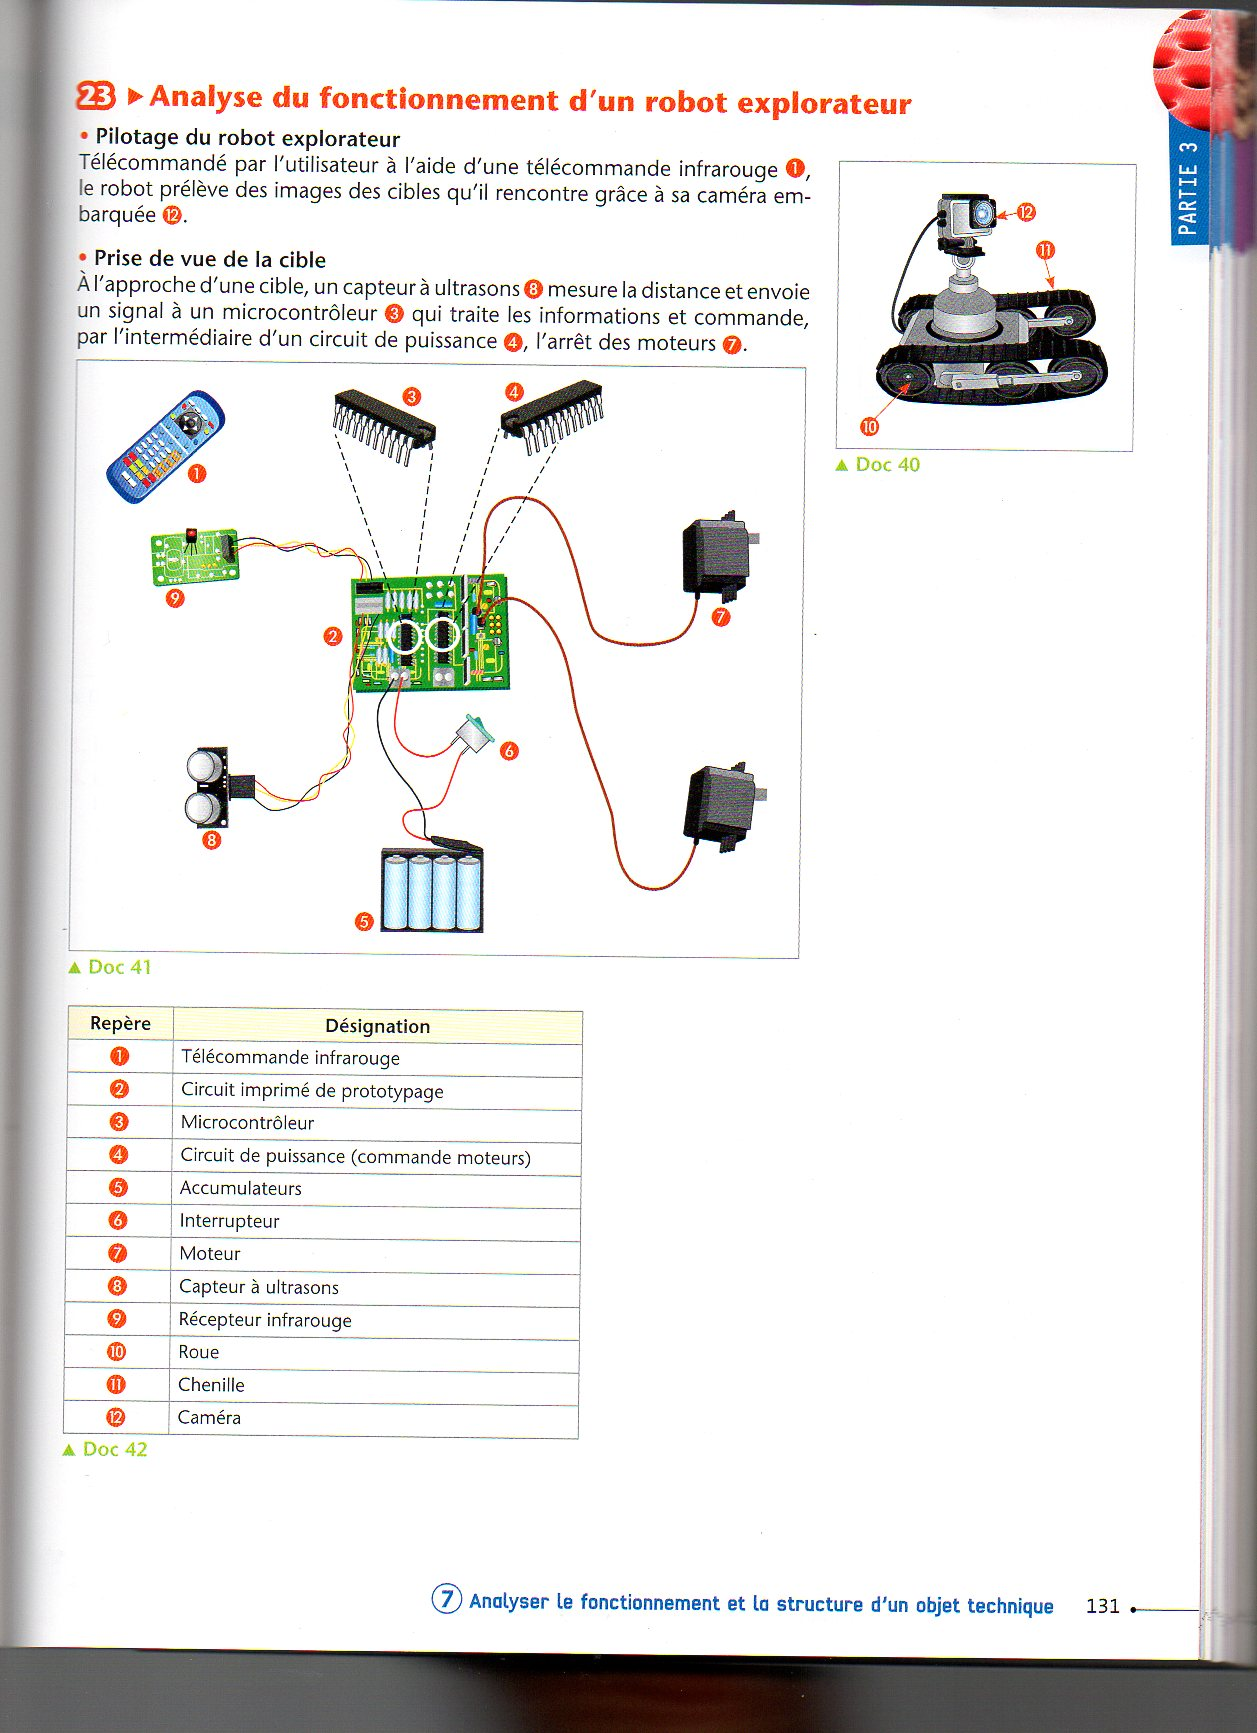 23 ▶ Analyse du fonctionnement d'un robot explorateur
• Pilotage du robot explorateur
Télécommandé par l'utilisateur à l'aide d'une télécommande infrarouge 1,
le robot prélève des images des cibles qu'il rencontre grâce à sa caméra em-
barquée 12.
• Prise de vue de la cible
À l'approche d'une cible, un capteur à ultrasons 8 mesure la distance et envoie
un signal à un microcontrôleur 3 qui traite les informations et commande,
par l'intermédiaire d'un circuit de puissance 4, l'arrêt des moteurs 7.
PARTIE 3
12
11
10
▲ Doc 40
1
3
4
9
2
7
6
8
5
▲ Doc 41
Repère Désignation
1 Télécommande infrarouge
2 Circuit imprimé de prototypage
3 Microcontrôleur
4 Circuit de puissance (commande moteurs)
5 Accumulateurs
6 Interrupteur
7 Moteur
8 Capteur à ultrasons
9 Récepteur infrarouge
10 Roue
11 Chenille
12 Caméra
▲ Doc 42
7 Analyser le fonctionnement et la structure d'un objet technique 131